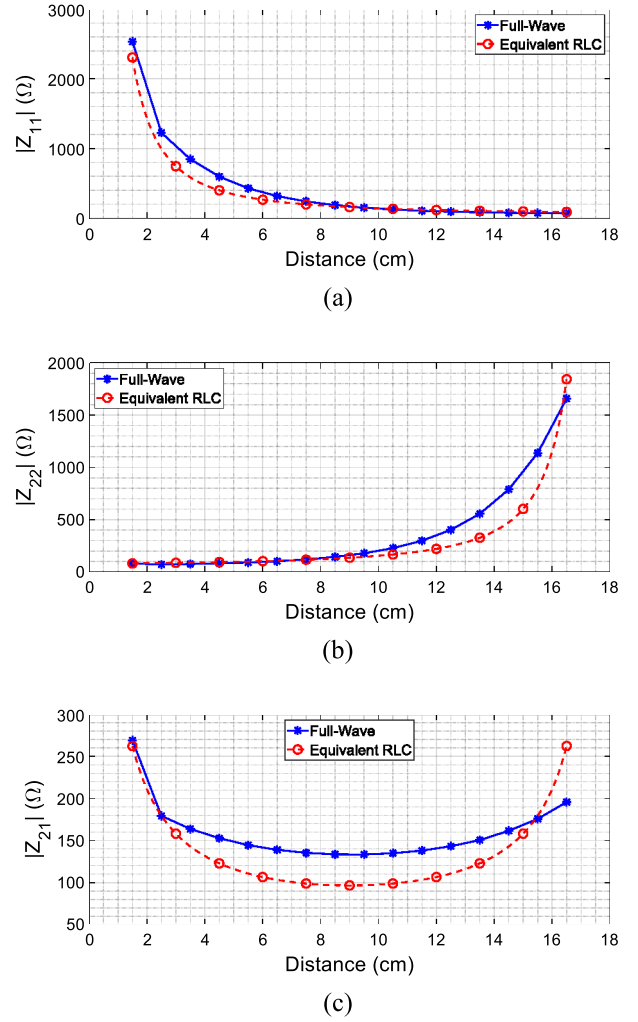 3000
2000
1000
0
|Z11| (Ω)
Full-Wave
Equivalent RLC
0 2 4 6 8 10 12 14 16 18
Distance (cm)
(a)
2000
1500
1000
500
0
|Z22| (Ω)
Full-Wave
Equivalent RLC
0 2 4 6 8 10 12 14 16 18
Distance (cm)
(b)
300
250
200
150
100
50
|Z21| (Ω)
Full-Wave
Equivalent RLC
0 2 4 6 8 10 12 14 16 18
Distance (cm)
(c)